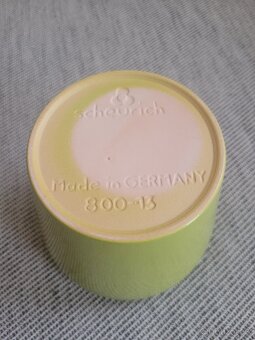 scheurich
Made in GERMANY
800-13